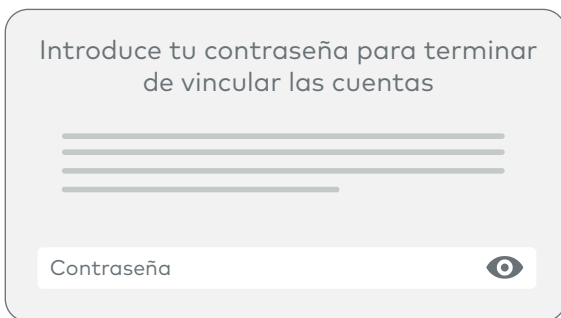 Introduce tu contraseña para terminar
de vincular las cuentas
Contraseña